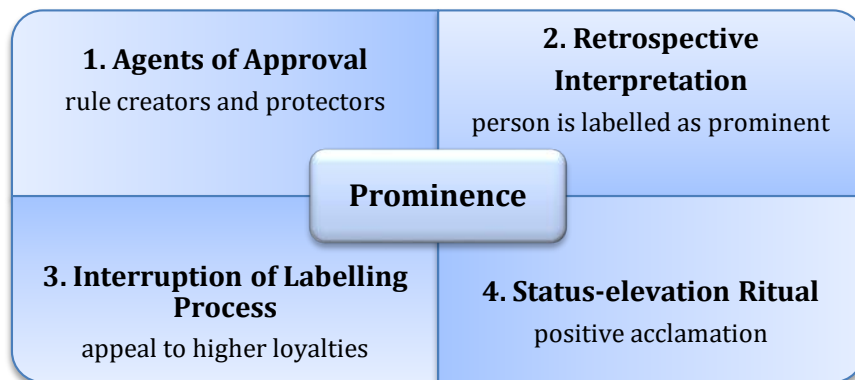 1. Agents of Approval
rule creators and protectors
2. Retrospective
Interpretation
person is labelled as prominent
Prominence
3. Interruption of Labelling
Process
appeal to higher loyalties
4. Status-elevation Ritual
positive acclamation